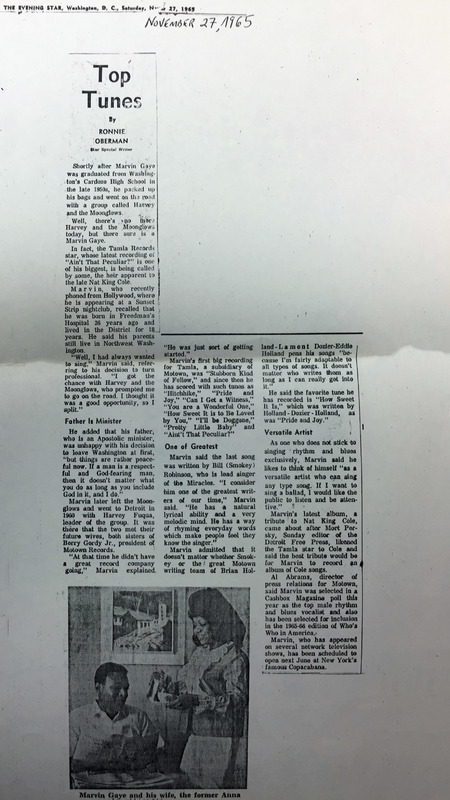 THE EVENING STAR, Washington, D. C., Saturday, 27, 1965
NOVEMBER 27, 1965
Top
Tunes
By
RONNIE
OBERMAN
Star Special Writer
Shortly after Marvin Gaye
was graduated from Washing-
ton's Cardozo High School in
the late 1950s, he packed up
his bags and went on the road
with a group called Harvey
and the Moonglows.
Well, there's no more
Harvey and the Moonglows
today, but there sure is a
Marvin Gaye.
In fact, the Tamla Records
star, whose latest recording of
"Ain't That Peculiar?" is one
of his biggest, is being called
by some, the heir apparent to
the late Nat King Cole.
Marvin, who recently
phoned from Hollywood, where
he is appearing at a Sunset
Strip nightclub, recalled that
he was born in Freedman's
Hospital 26 years ago and
lived in the District for 18
years. He said his parents
still live in Northwest Wash-
ington.
"Well, I had always wanted
to sing," Marvin said, refer-
ring to his decision to turn
professional. "I got the
chance with Harvey and the
Moonglows, who prompted me
to go on the road. I thought it
was a good opportunity, so I
split."
Father Is Minister
He added that his father,
who is an Apostolic minister,
was unhappy with his decision
to leave Washington at first,
"but things are rather peace-
ful now. If a man is a respect-
ful and God-fearing man,
then it doesn't matter what
you do as long as you include
God in it, and I do."
Marvin later left the Moon-
glows and went to Detroit in
1960 with Harvey Fuqua,
leader of the group. It was
there that the two met their
future wives, both sisters of
Berry Gordy Jr., president of
Motown Records.
"At that time he didn't have
a great record company
going," Marvin explained.
"He was just sort of getting
started."
Marvin's first big recording
for Tamla, a subsidiary of
Motown, was "Stubborn Kind
of Fellow," and since then he
has scored with such tunes as
"Hitchhike," "Pride and
Joy," "Can I Get a Witness,"
"You are a Wonderful One,"
"How Sweet It is to Be Loved
by You," "I'll be Doggone,"
"Pretty Little Baby" and
"Ain't That Peculiar?"
One of Greatest
Marvin said the last song
was written by Bill (Smokey)
Robinson, who is lead singer
of the Miracles. "I consider
him one of the greatest writ-
ers of our time," Marvin
said. "He has a natural
lyrical ability and a very
melodic mind. He has a way
of rhyming everyday words
which make people feel they
know the singer."
Marvin admitted that it
doesn't matter whether Smok-
ey or the great Motown
writing team of Brian Hol-
land-Lamont Dozier-Eddie
Holland pens his songs "be-
cause I'm fairly adaptable to
all types of songs. It doesn't
matter who writes them as
long as I can really got into
it."
He said the favorite tune he
has recorded is "How Sweet
It Is," which was written by
Holland-Dozier-Holland, as
was "Pride and Joy."
Versatile Artist
As one who does not stick to
singing rhythm and blues
exclusively, Marvin said he
likes to think of himself "as a
versatile artist who can sing
any type song. If I want to
sing a ballad, I would like the
public to listen and be atten-
tive."
Marvin's latest album, a
tribute to Nat King Cole,
came about after Mort Per-
sky, Sunday editor of the
Detroit Free Press, likened
the Tamla star to Cole and
said the best tribute would be
for Marvin to record an
album of Cole songs.
Al Abrams, director of
press relations for Motown,
said Marvin was selected in a
Cashbox Magazine poll this
year as the top male rhythm
and blues vocalist and also
has been selected for inclusion
in the 1965-66 edition of Who's
Who in America.
Marvin, who has appeared
on several network television
shows, has been scheduled to
open next June at New York's
famous Copacabana.
Marvin Gaye and his wife, the former Anna